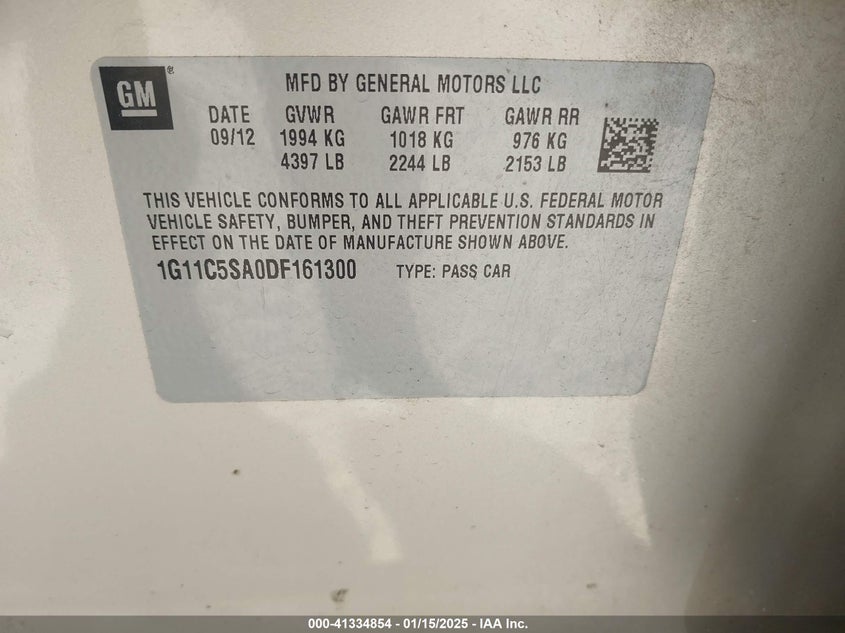 GM®
MFD BY GENERAL MOTORS LLC
DATE GVWR GAWR FRT GAWR RR
09/12 1994 KG 1018 KG 976 KG
4397 LB 2244 LB 2153 LB
THIS VEHICLE CONFORMS TO ALL APPLICABLE U.S. FEDERAL MOTOR
VEHICLE SAFETY, BUMPER, AND THEFT PREVENTION STANDARDS IN
EFFECT ON THE DATE OF MANUFACTURE SHOWN ABOVE.
1G11C5SA0DF161300 TYPE: PASS CAR
000-41334854 - 01/15/2025 - IAA Inc.